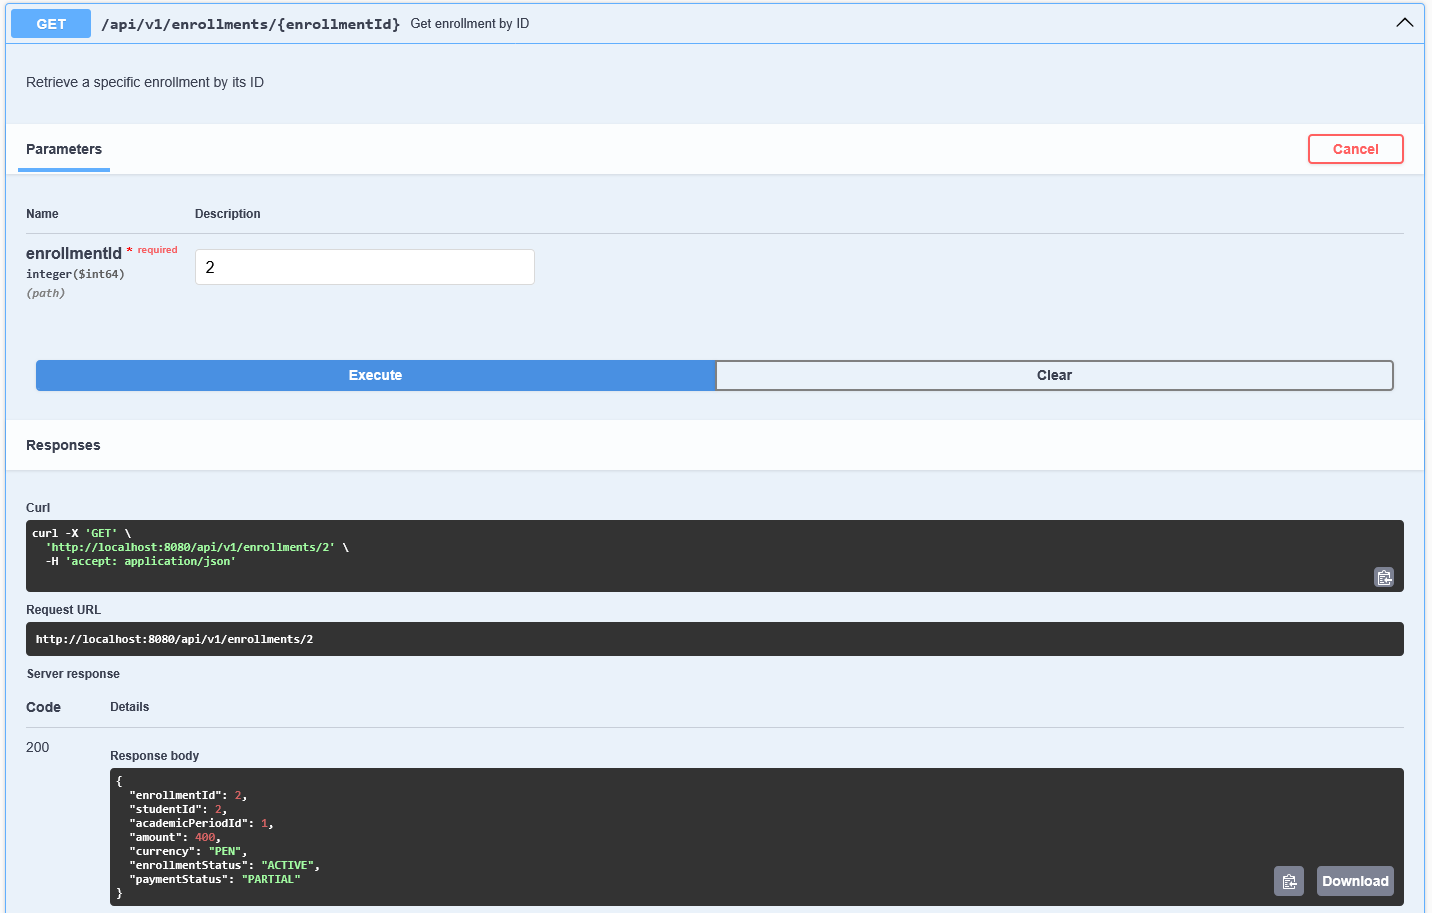 GET /api/v1/enrollments/{enrollmentId} Get enrollment by ID
Retrieve a specific enrollment by its ID
Parameters Cancel
Name Description
enrollmentId * required
integer($int64)
(path)
2
Execute Clear
Responses
Curl
curl -X 'GET' \
  'http://localhost:8080/api/v1/enrollments/2' \
  -H 'accept: application/json'
Request URL
http://localhost:8080/api/v1/enrollments/2
Server response
Code Details
200
Response body
{
  "enrollmentId": 2,
  "studentId": 2,
  "academicPeriodId": 1,
  "amount": 400,
  "currency": "PEN",
  "enrollmentStatus": "ACTIVE",
  "paymentStatus": "PARTIAL"
}
Download